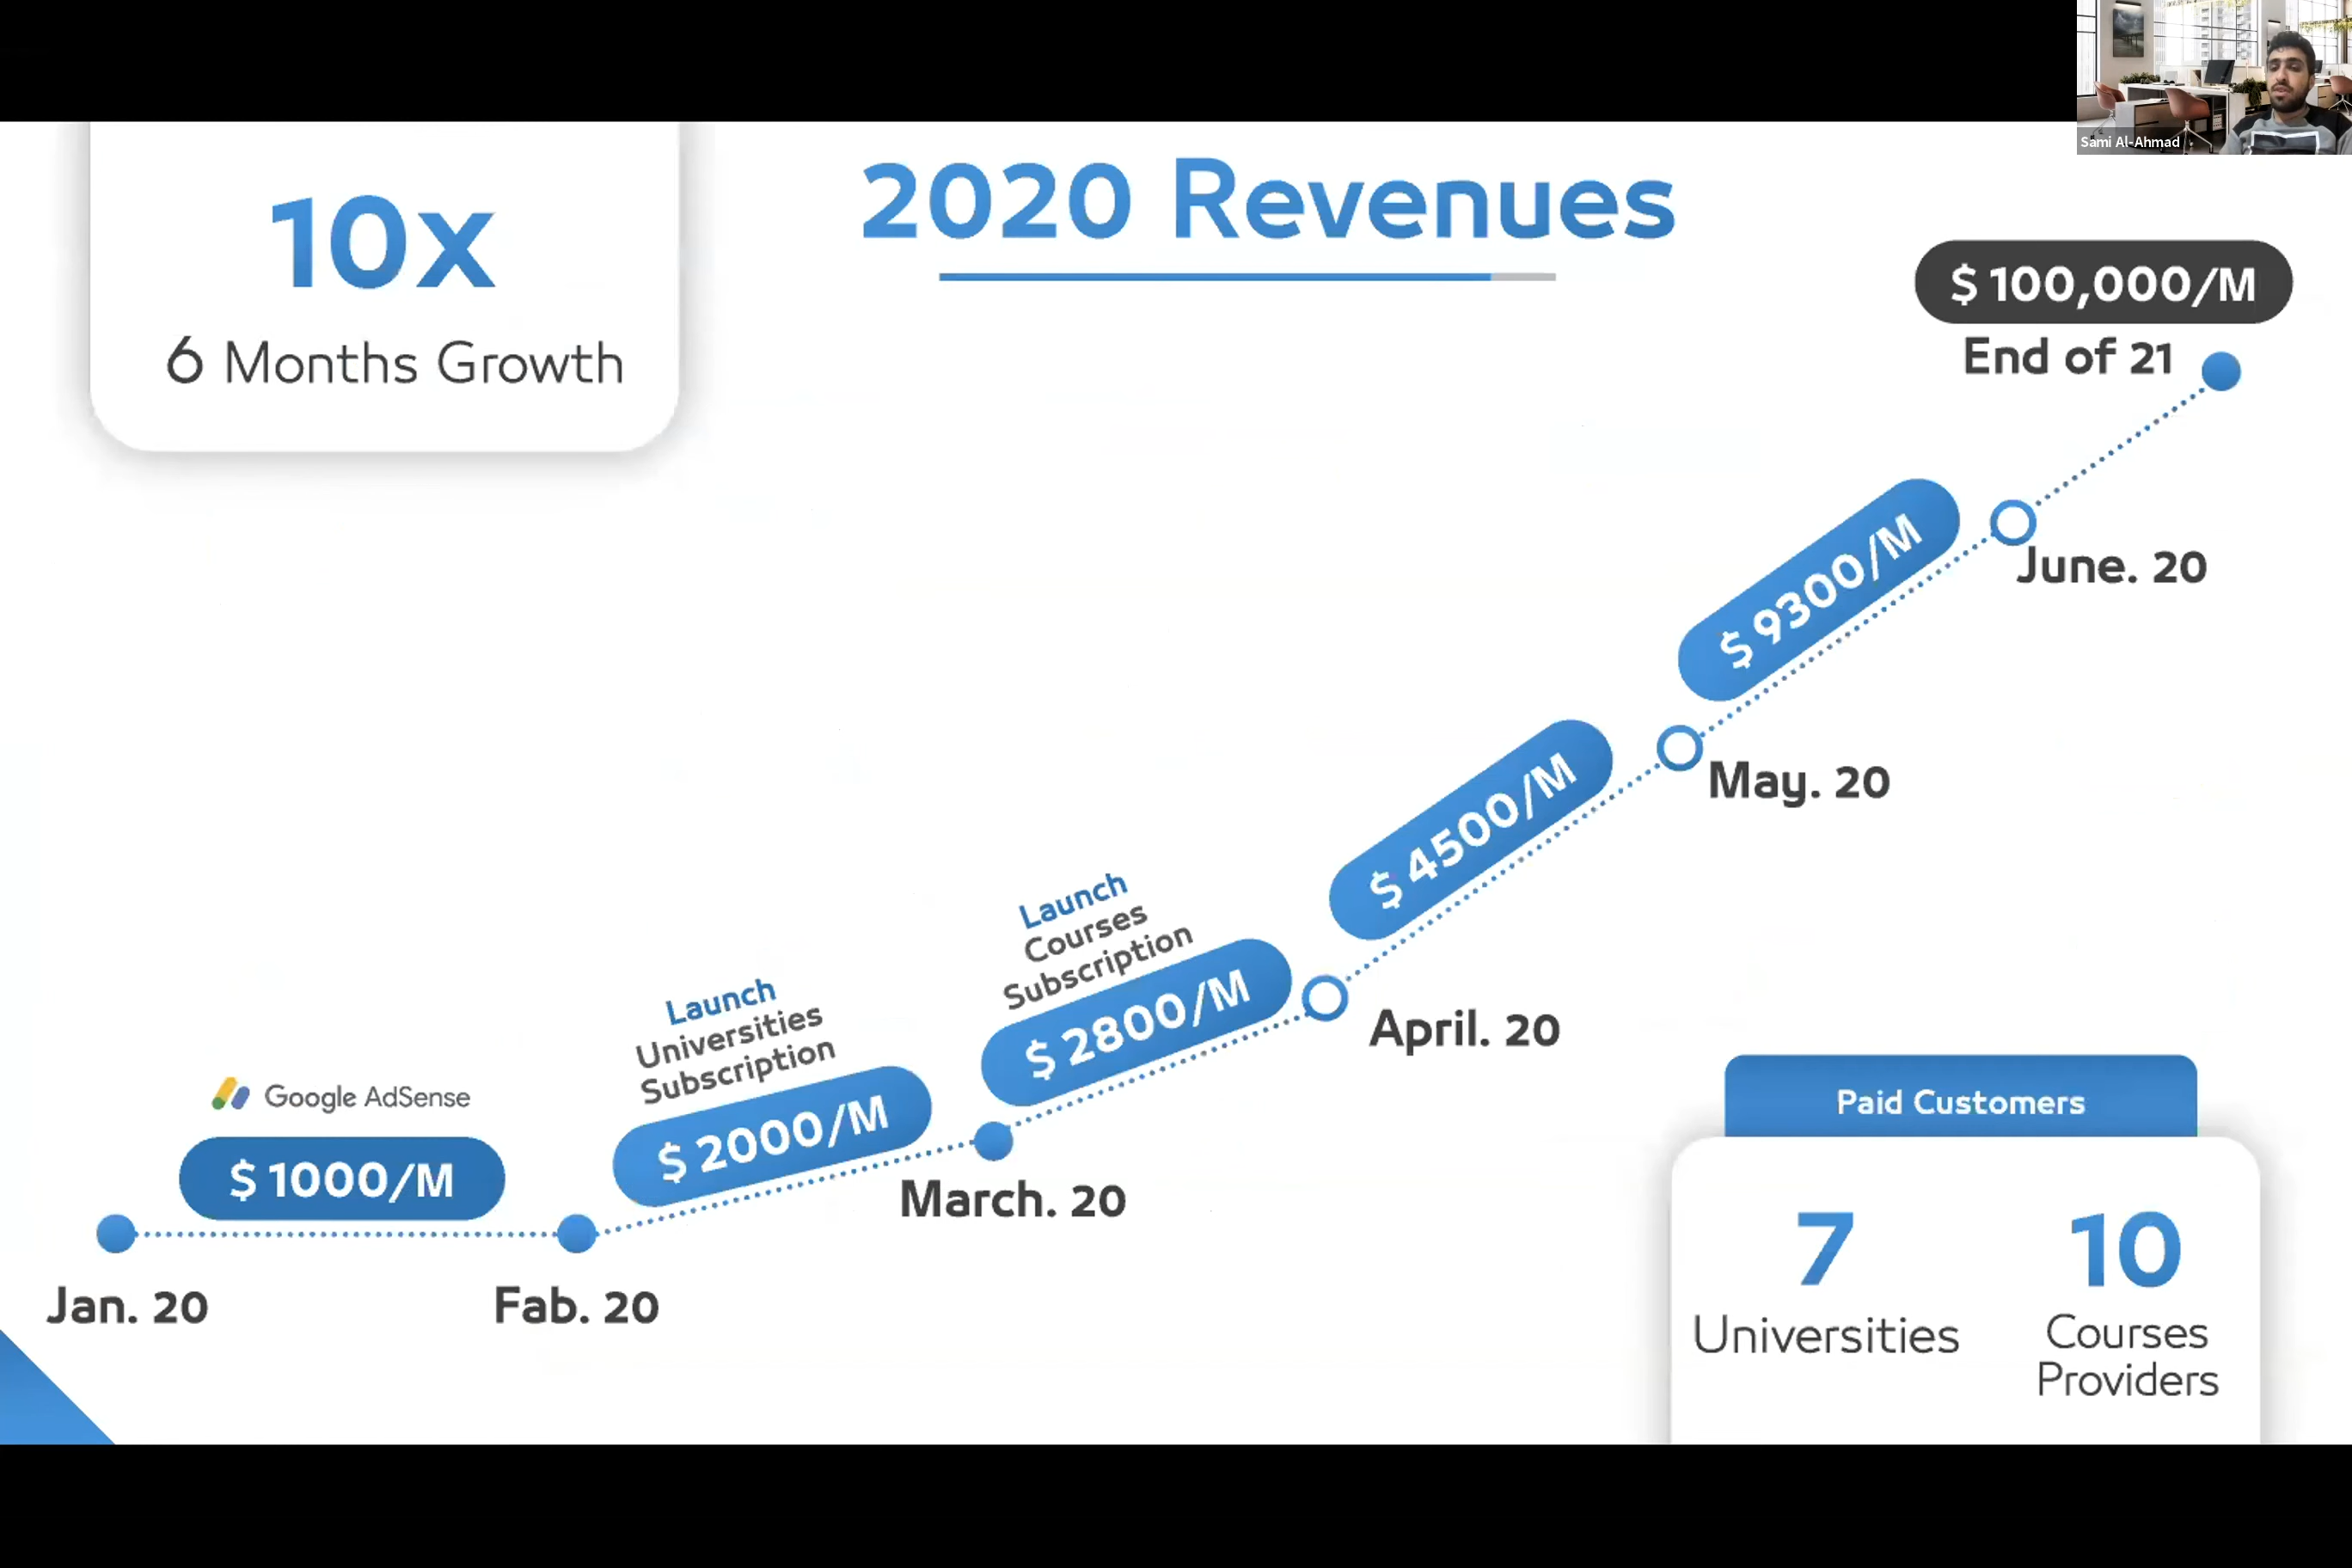 Sami Al-Ahmad
2020 Revenues
10x
6 Months Growth
$ 100,000/M
End of 21
$ 9300/M
June. 20
$ 4500/M
May. 20
Launch
Courses
Subscription
$ 2800/M
April. 20
Launch
Universities
Subscription
$ 2000/M
March. 20
Google AdSense
$ 1000/M
Jan. 20
Fab. 20
Paid Customers
7
Universities
10
Courses
Providers